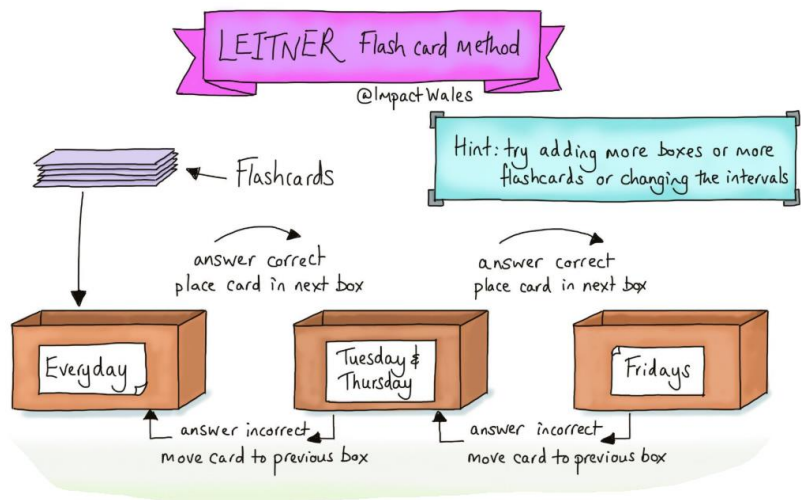 LEITNER Flash card method
@ImpactWales
Hint: try adding more boxes or more
flashcards or changing the intervals
Flashcards
answer correct
place card in next box
answer correct
place card in next box
Everyday
Tuesday &
Thursday
Fridays
answer incorrect
move card to previous box
answer incorrect
move card to previous box